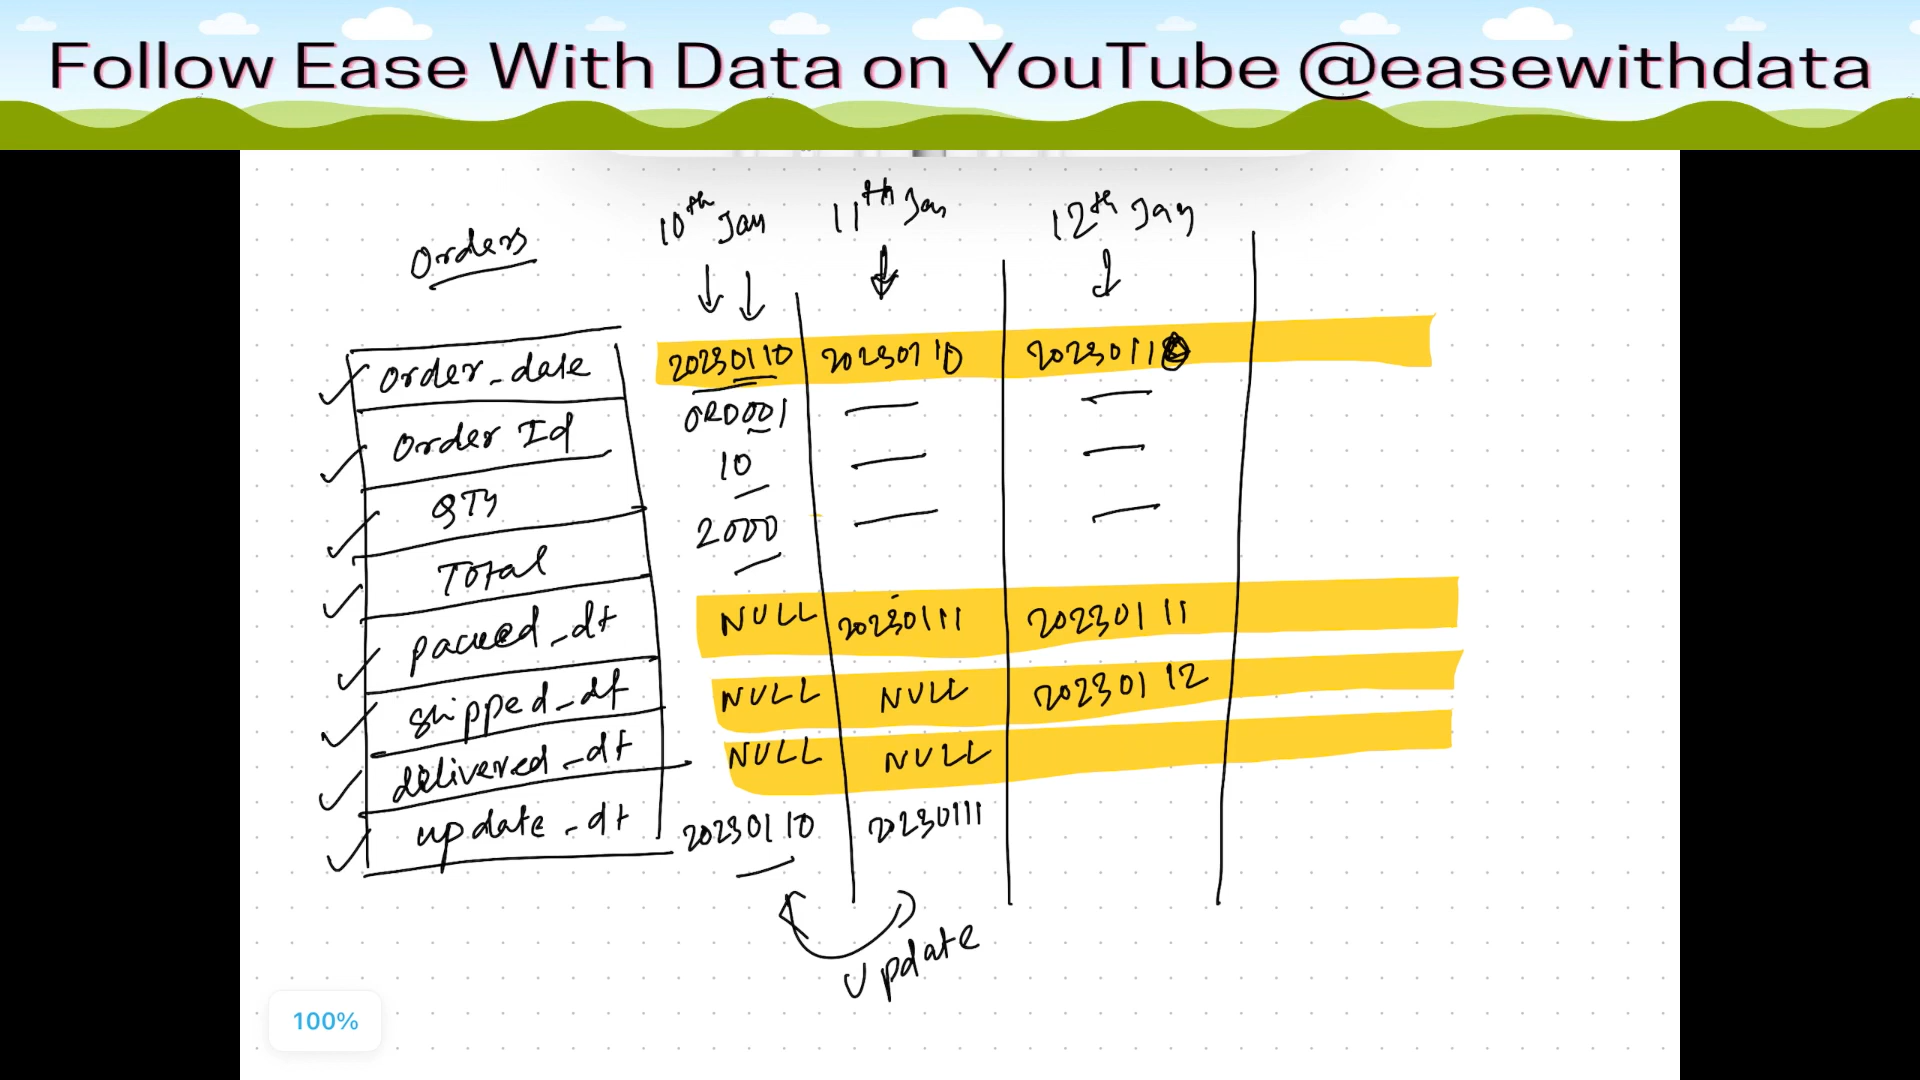 Follow Ease With Data on YouTube @easewithdata
Orders 10th Jan 11th Jan 12th Jan
order_date 20230110 20230110 2023011
Order Id ORD001
QTY 10
Total 2000
packed_dt NULL 20230111 20230111
shipped_dt NULL NULL 20230112
delivered_dt NULL NULL
update_dt 20230110 20230111
Update
100%